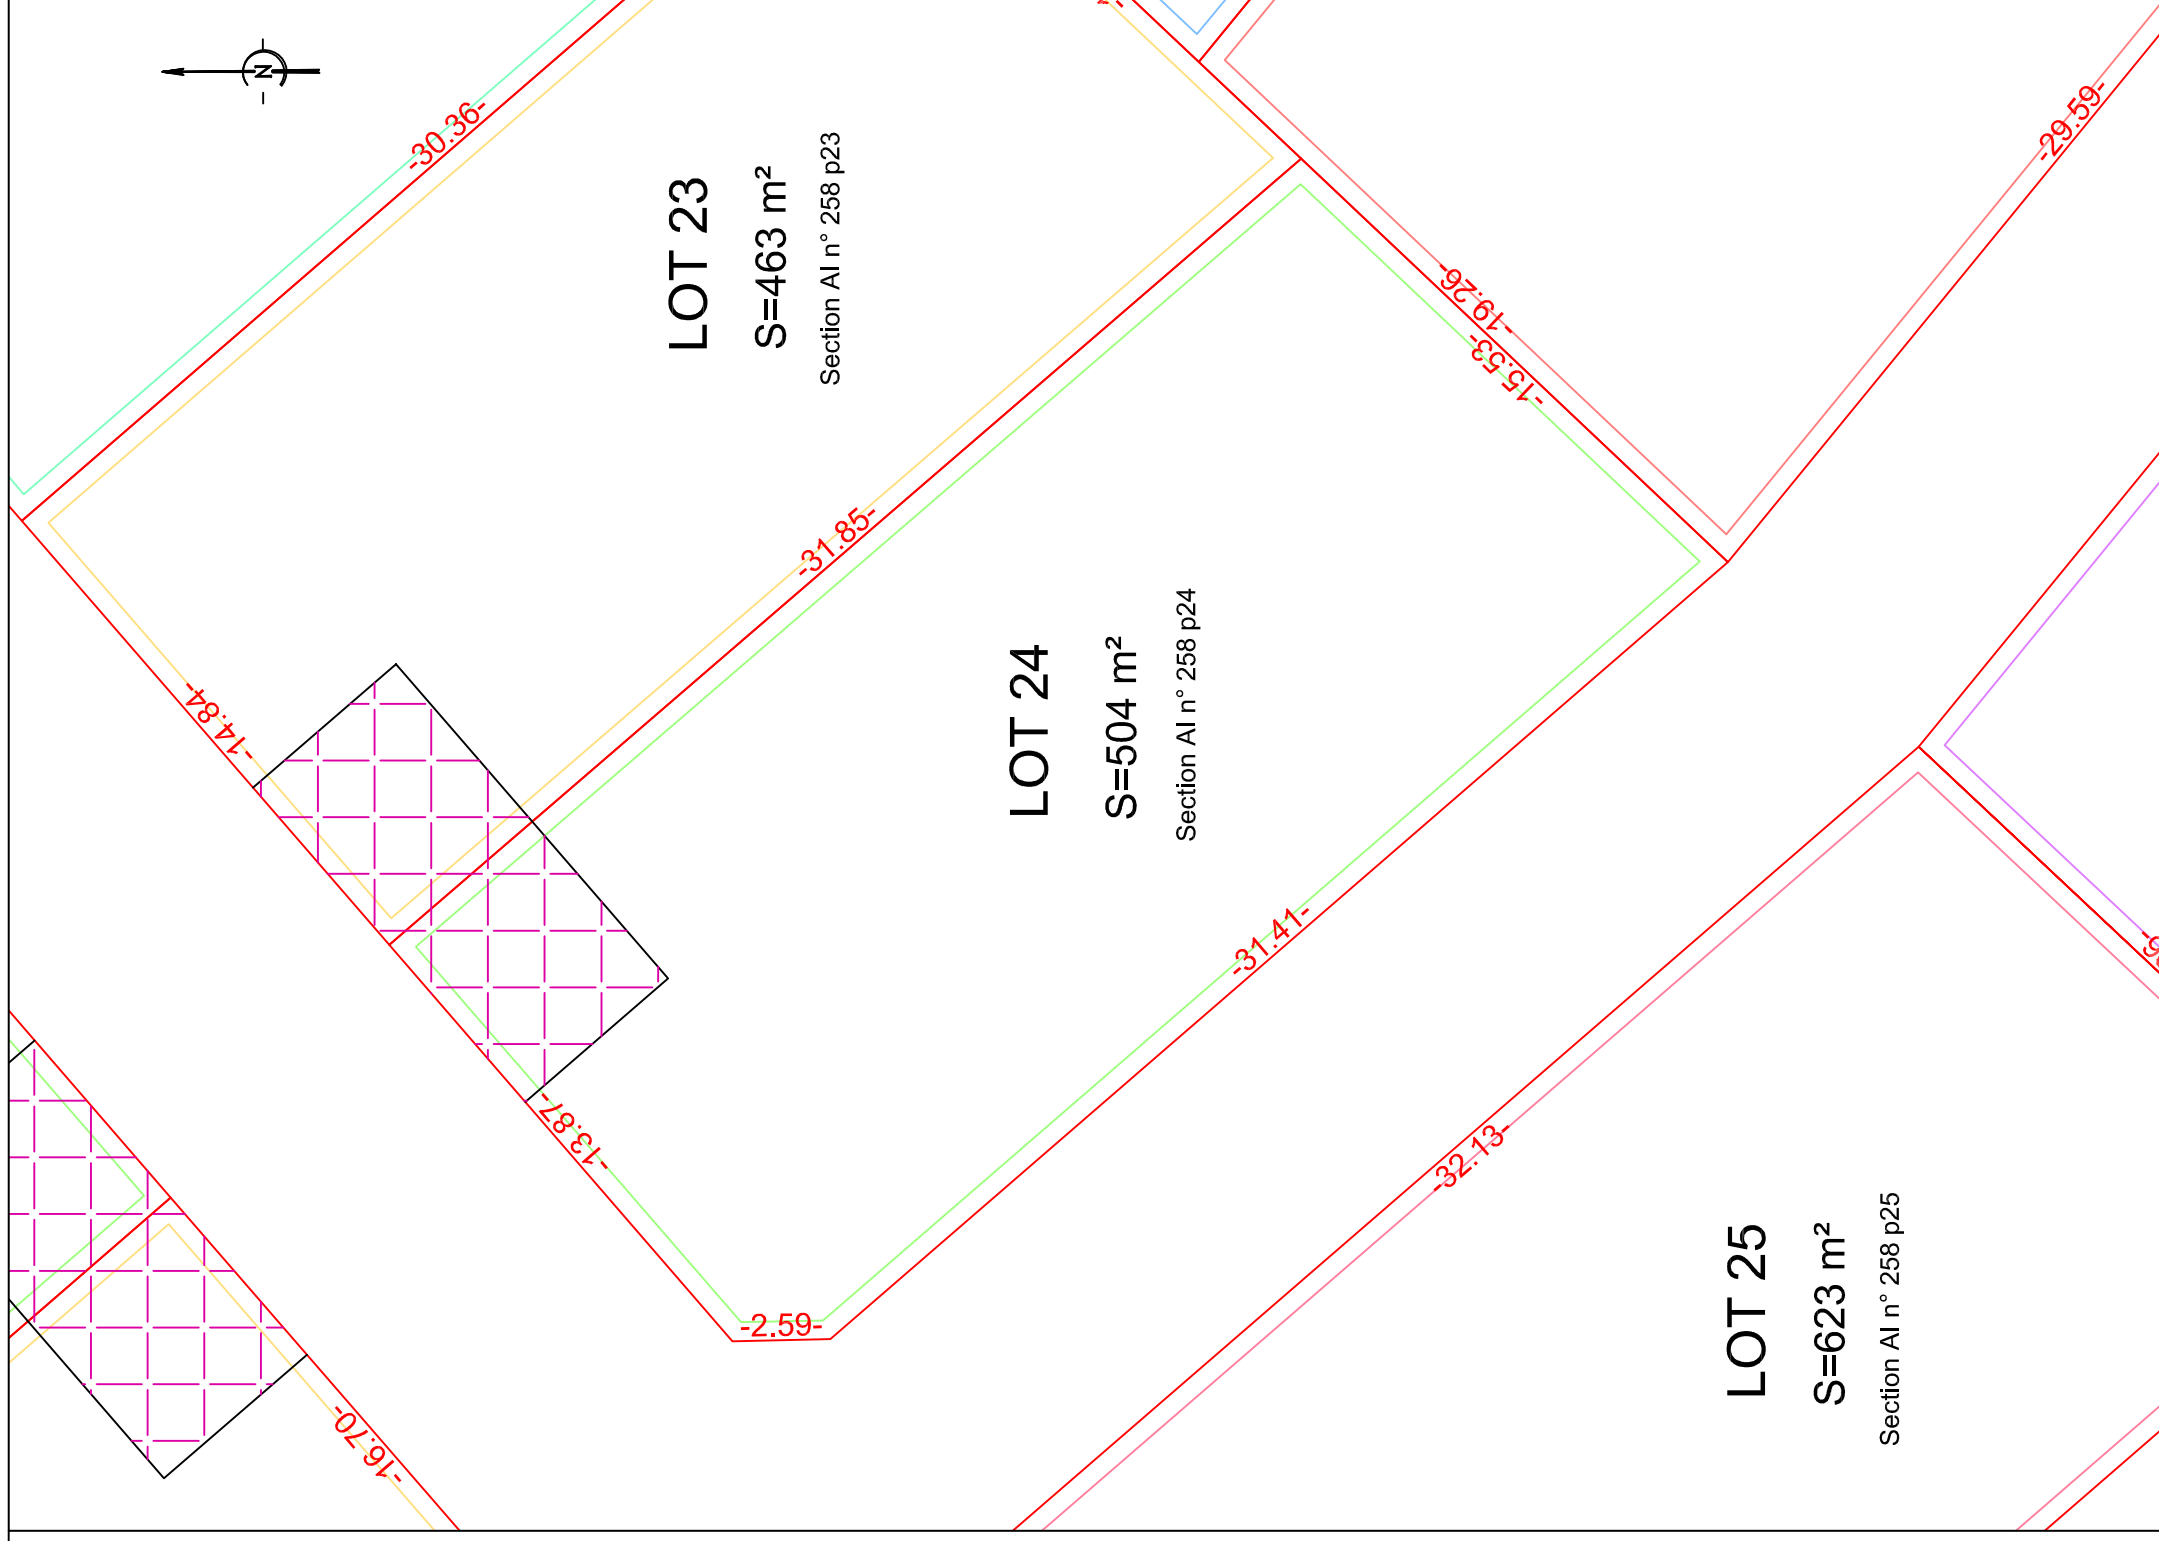 N
-30.36-
LOT 23
S=463 m²
Section AI n° 258 p23
-29.59-
-19.26-
-15.53-
-31.85-
-14.84-
LOT 24
S=504 m²
Section AI n° 258 p24
-31.41-
-13.87-
-2.59-
-32.13-
-16.70-
LOT 25
S=623 m²
Section AI n° 258 p25